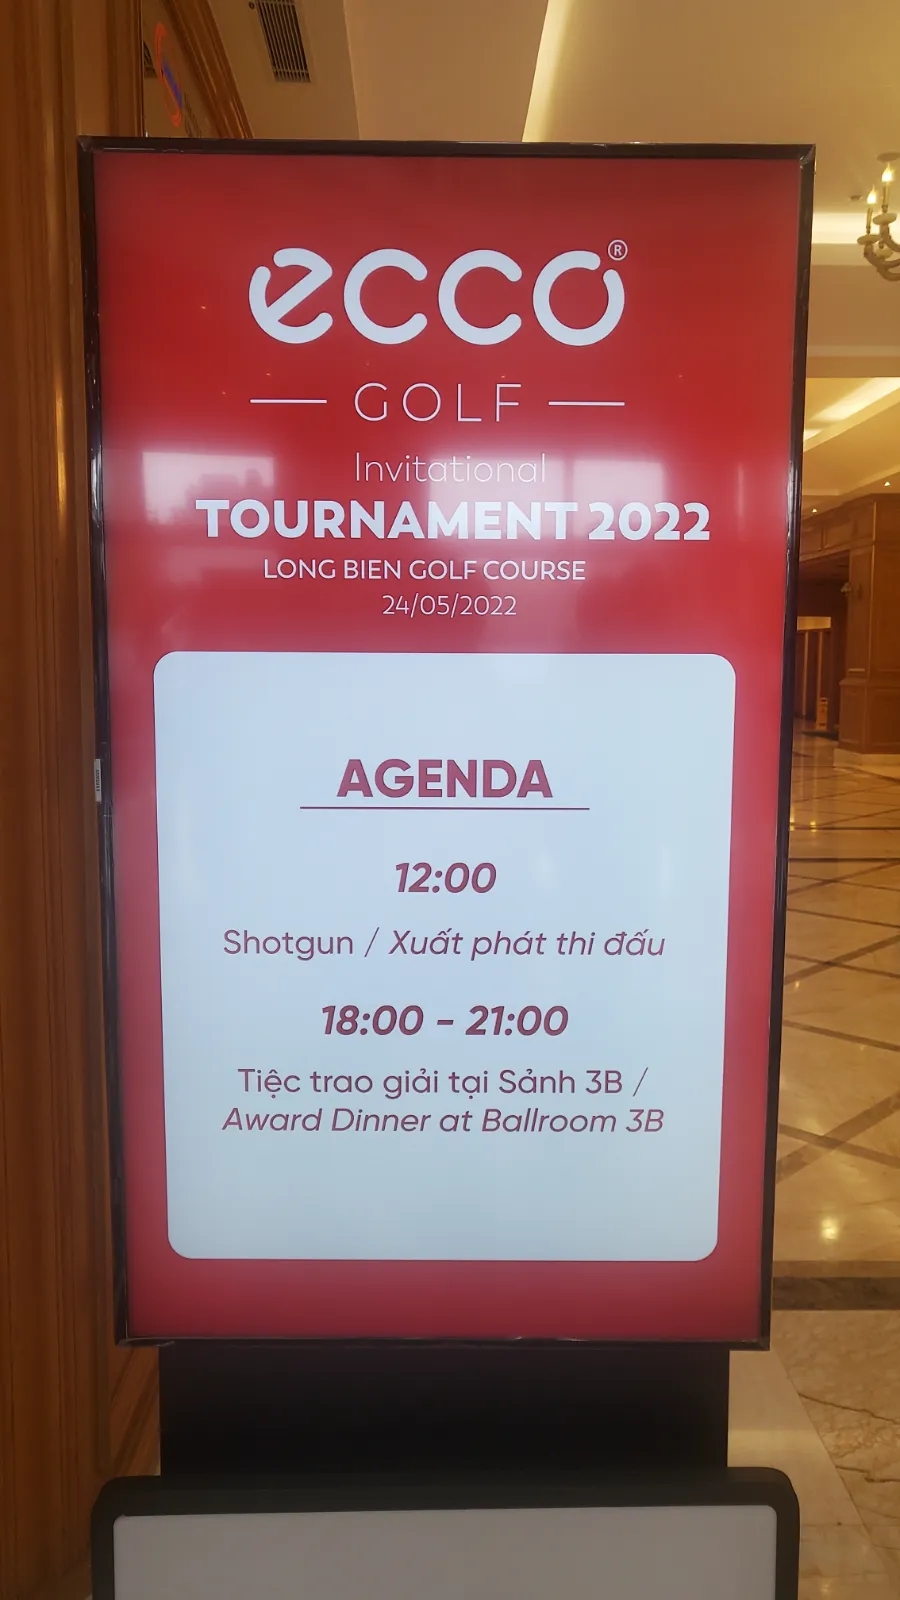 ecco®
GOLF
Invitational
TOURNAMENT 2022
LONG BIEN GOLF COURSE
24/05/2022
AGENDA
12:00
Shotgun / Xuất phát thi đấu
18:00 - 21:00
Tiệc trao giải tại Sảnh 3B /
Award Dinner at Ballroom 3B